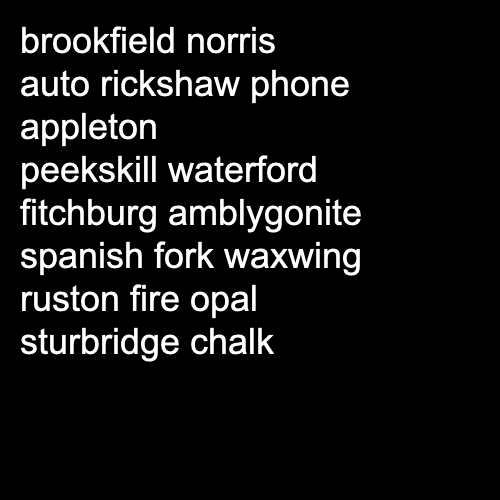 brookfield norris
auto rickshaw phone
appleton
peekskill waterford
fitchburg amblygonite
spanish fork waxwing
ruston fire opal
sturbridge chalk